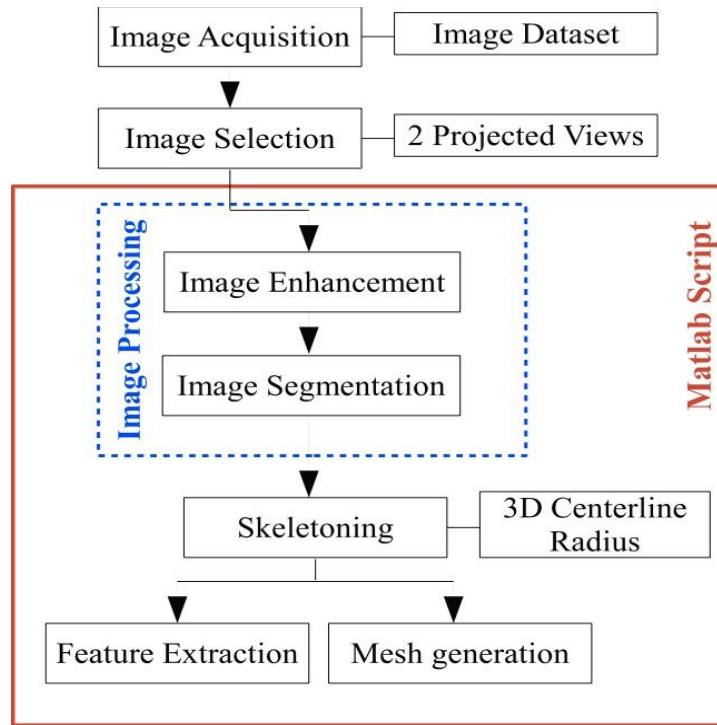 Image Acquisition
Image Dataset
Image Selection
2 Projected Views
Image Processing
Matlab Script
Image Enhancement
Image Segmentation
Skeletoning
3D Centerline
Radius
Feature Extraction
Mesh generation